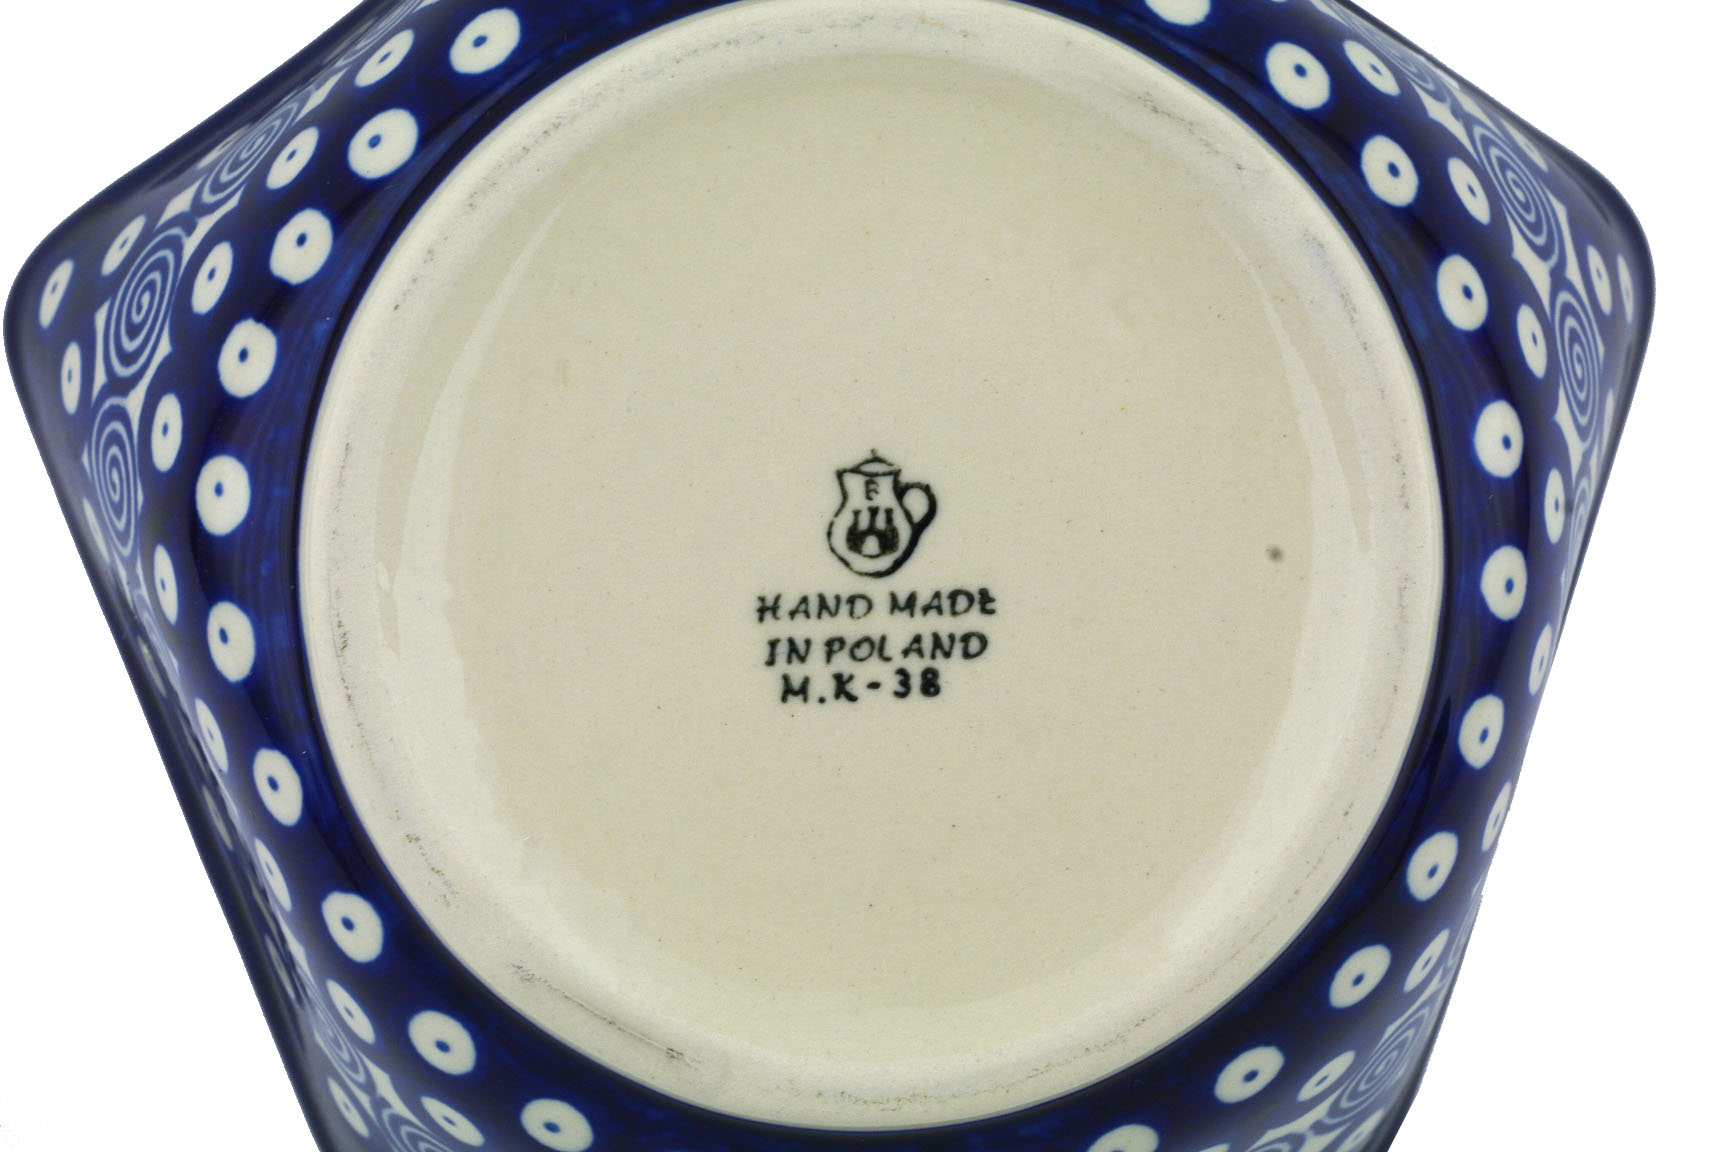 B
HAND MADE
IN POLAND
M.K-38